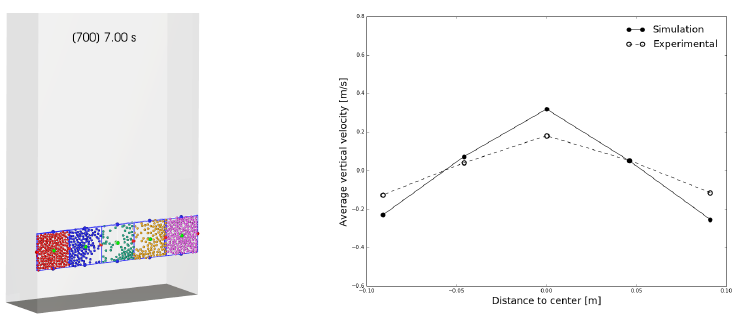 (700) 7.00 s
Simulation
Experimental
Average vertical velocity [m/s]
0.8
0.6
0.4
0.2
0.0
−0.2
−0.4
−0.6
−0.10
−0.05
0.00
0.05
0.10
Distance to center [m]